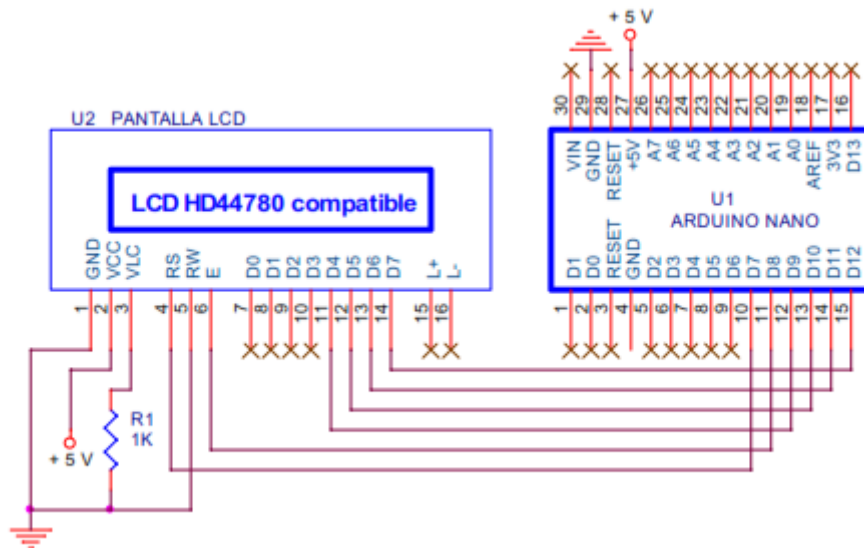 + 5 V
30 29 28 27 26 25 24 23 22 21 20 19 18 17 16
VIN GND RESET +5V A7 A6 A5 A4 A3 A2 A1 A0 AREF 3V3 D13
U1
ARDUINO NANO
D1 D0 RESET GND D2 D3 D4 D5 D6 D7 D8 D9 D10 D11 D12
1 2 3 4 5 6 7 8 9 10 11 12 13 14 15
U2 PANTALLA LCD
LCD HD44780 compatible
GND VCC VLC RS RW E D0 D1 D2 D3 D4 D5 D6 D7 L+ L-
1 2 3 4 5 6 7 8 9 10 11 12 13 14 15 16
R1
1K
+ 5 V